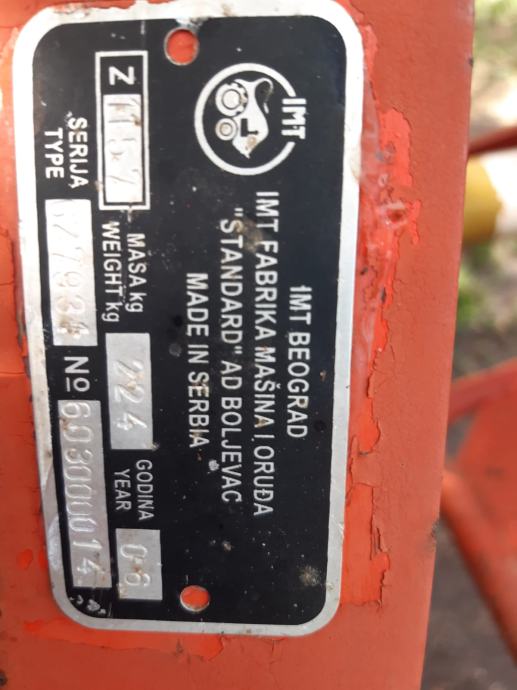 IMT
IMT BEOGRAD
IMT FABRIKA MAŠINA I ORUĐA
"STANDARD" AD BOLJEVAC
MADE IN SERBIA
Z
MASA kg
WEIGHT kg
224
GODINA
YEAR
06
SERIJA
TYPE
No 603000014